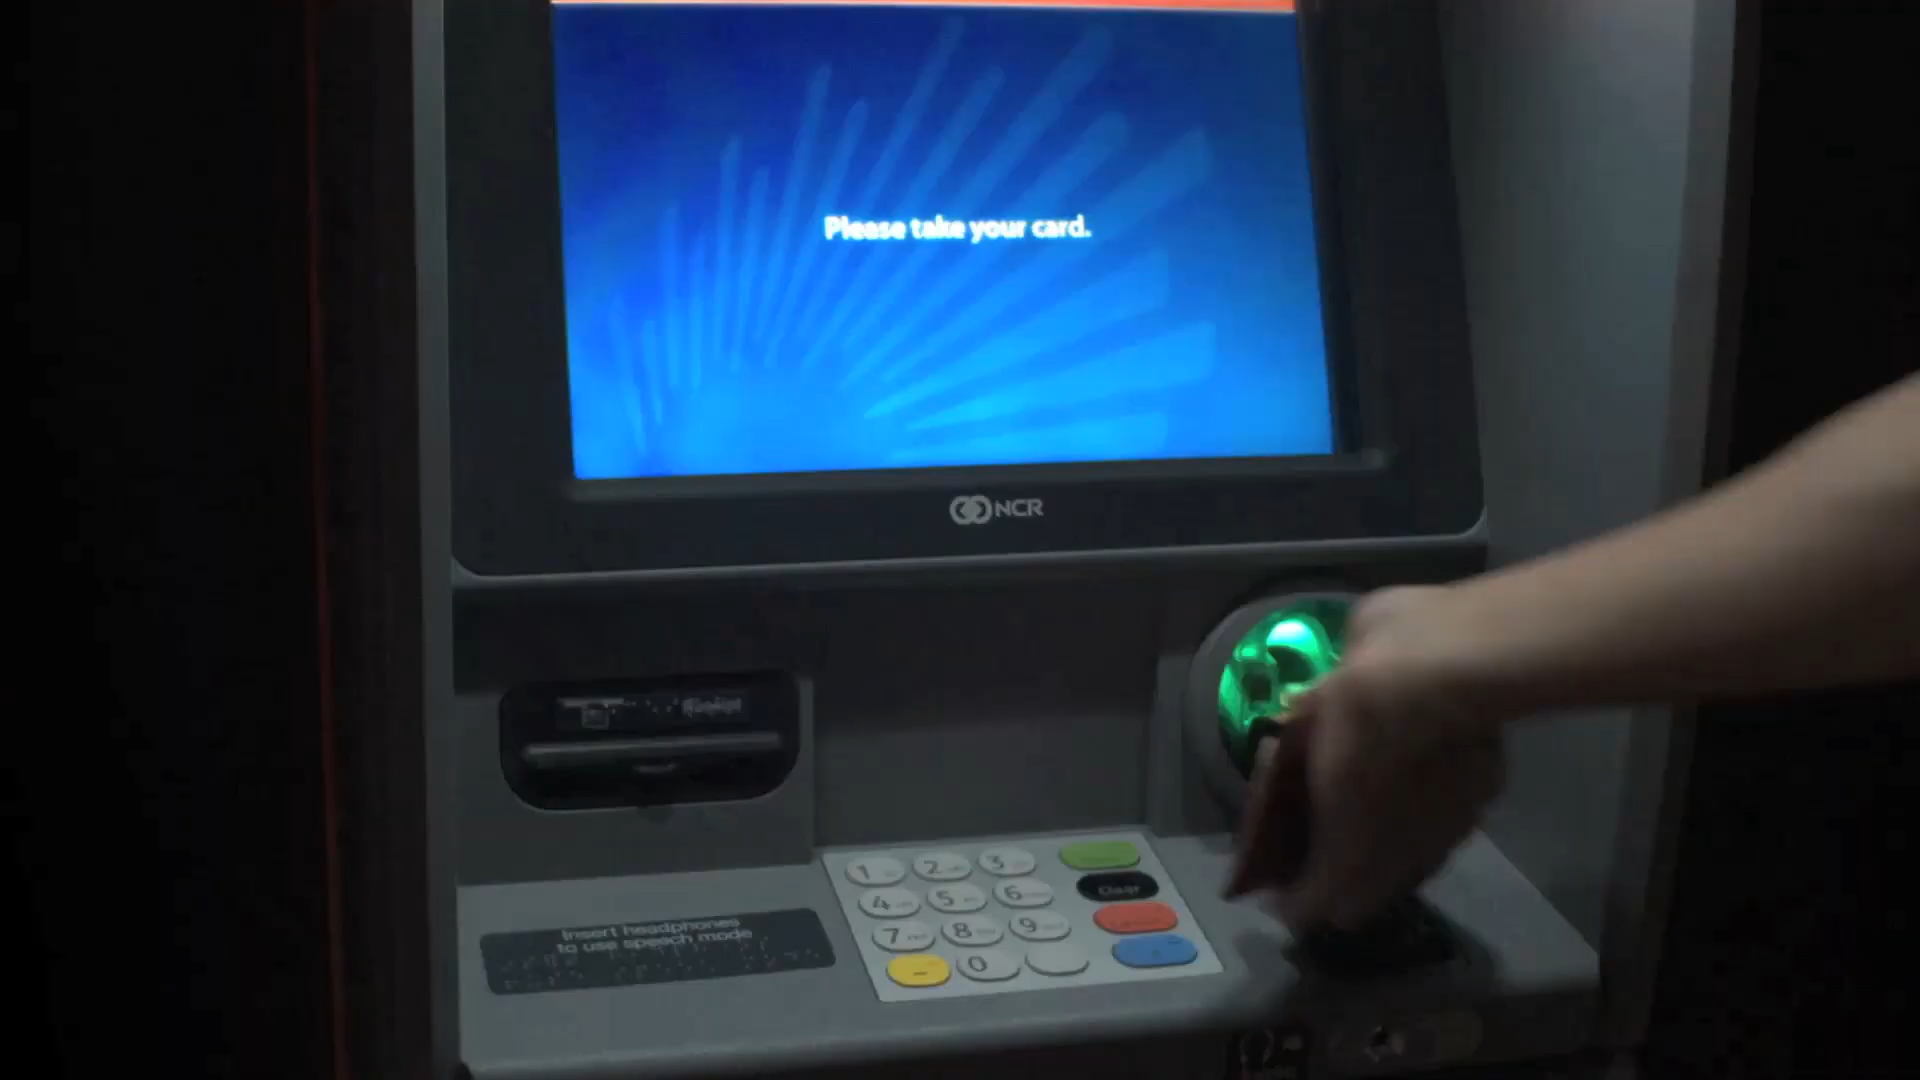 Please take your card.
NCR
Receipt
1 2 3
4 5 6 Clear
7 8 9
0
Insert headphones
to use speech mode